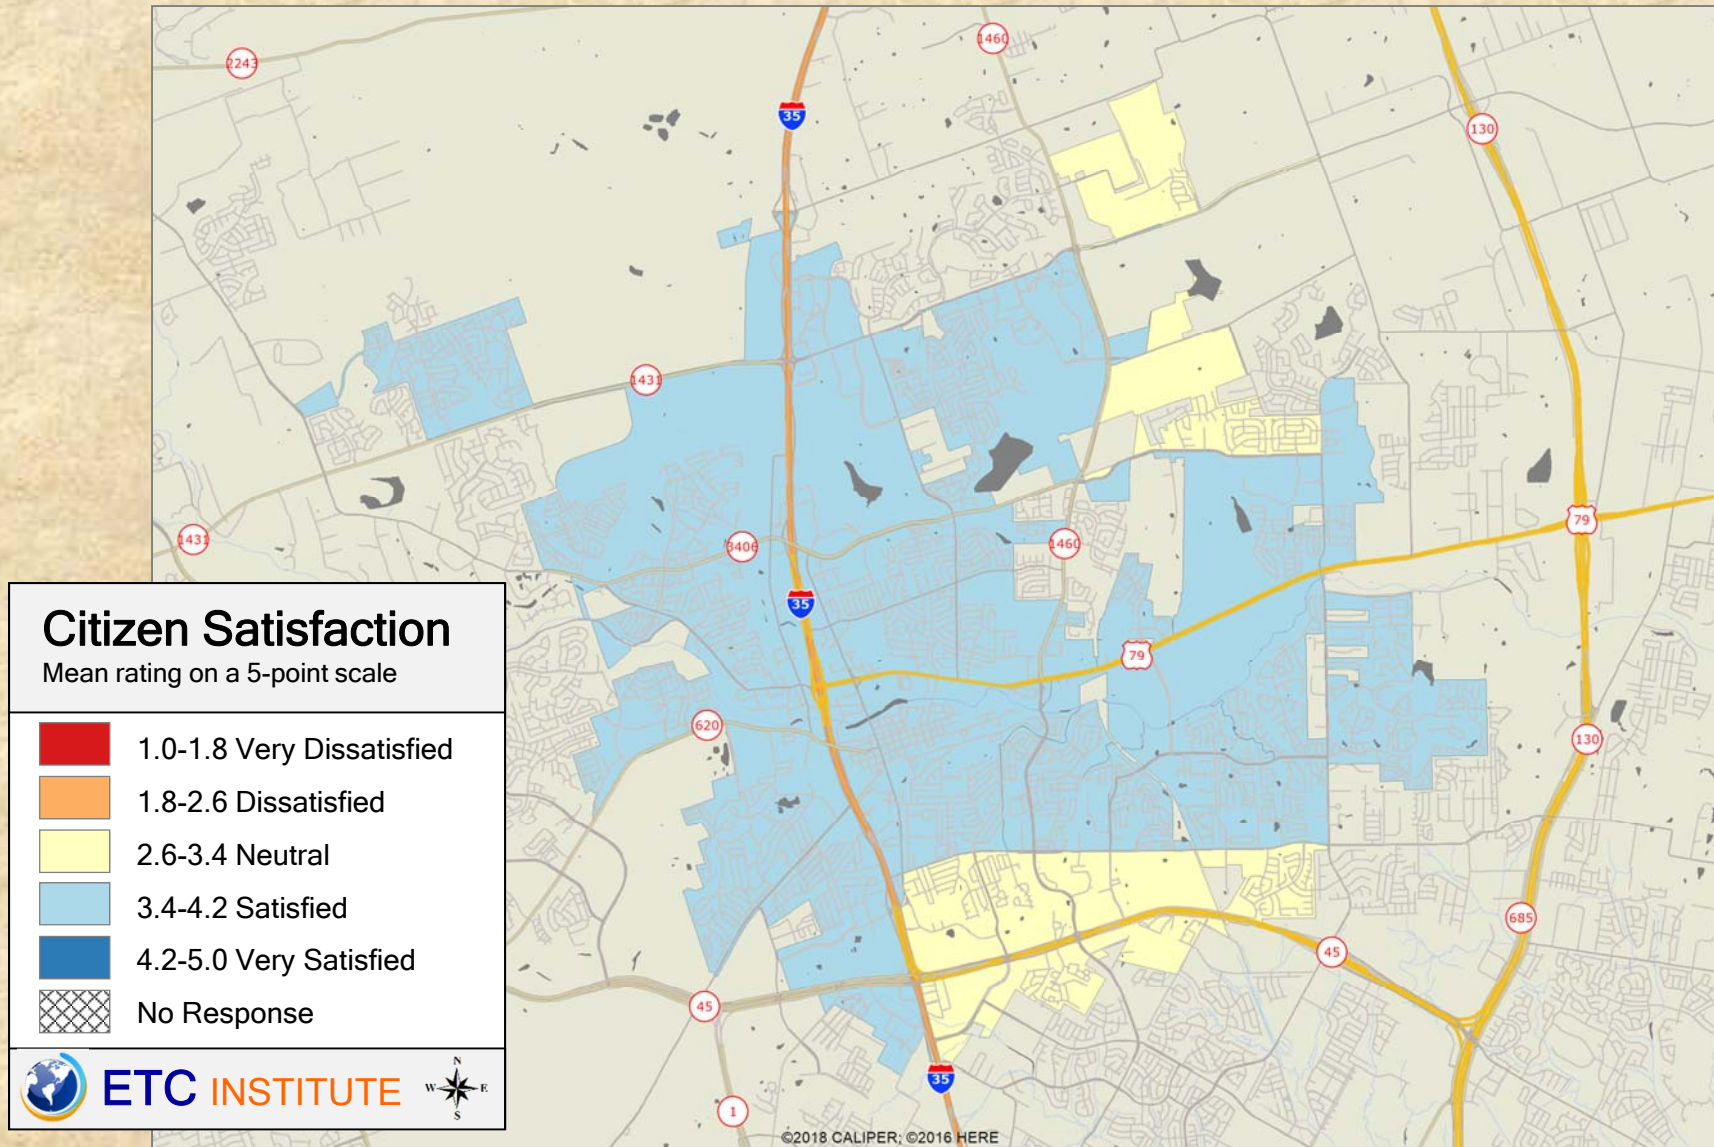 1460
2243
35
130
1431
79
1431
3406
1460
35
79
620
130
685
45
45
35
1
Citizen Satisfaction
Mean rating on a 5-point scale
1.0-1.8 Very Dissatisfied
1.8-2.6 Dissatisfied
2.6-3.4 Neutral
3.4-4.2 Satisfied
4.2-5.0 Very Satisfied
No Response
ETC INSTITUTE
N
W E
S
©2018 CALIPER; ©2016 HERE